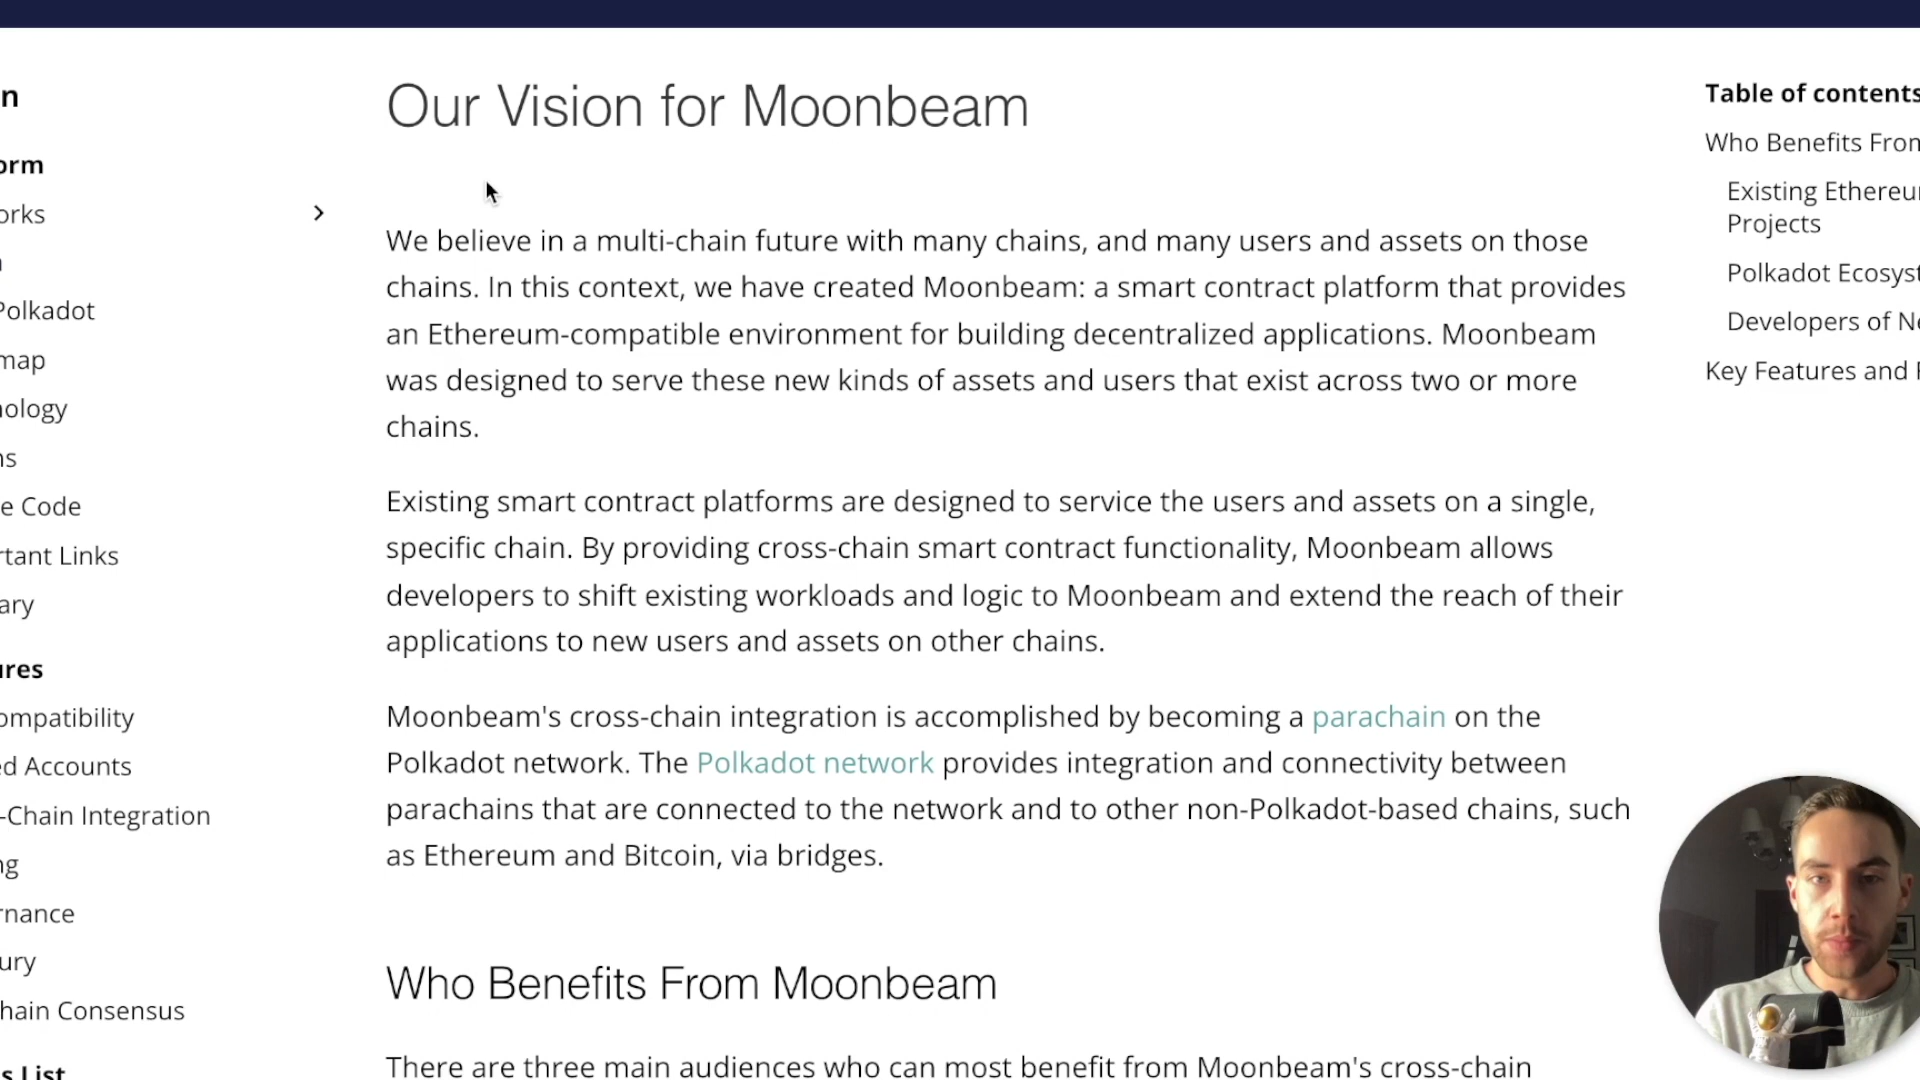 Our Vision for Moonbeam
We believe in a multi-chain future with many chains, and many users and assets on those
chains. In this context, we have created Moonbeam: a smart contract platform that provides
an Ethereum-compatible environment for building decentralized applications. Moonbeam
was designed to serve these new kinds of assets and users that exist across two or more
chains.
Existing smart contract platforms are designed to service the users and assets on a single,
specific chain. By providing cross-chain smart contract functionality, Moonbeam allows
developers to shift existing workloads and logic to Moonbeam and extend the reach of their
applications to new users and assets on other chains.
Moonbeam's cross-chain integration is accomplished by becoming a parachain on the
Polkadot network. The Polkadot network provides integration and connectivity between
parachains that are connected to the network and to other non-Polkadot-based chains, such
as Ethereum and Bitcoin, via bridges.
Who Benefits From Moonbeam
There are three main audiences who can most benefit from Moonbeam's cross-chain
n
orm
orks
Polkadot
map
nology
ns
e Code
rtant Links
ary
ures
ompatibility
ed Accounts
-Chain Integration
ng
rnance
ury
hain Consensus
s List
Table of contents
Who Benefits From
Existing Ethereu
Projects
Polkadot Ecosyst
Developers of Ne
Key Features and